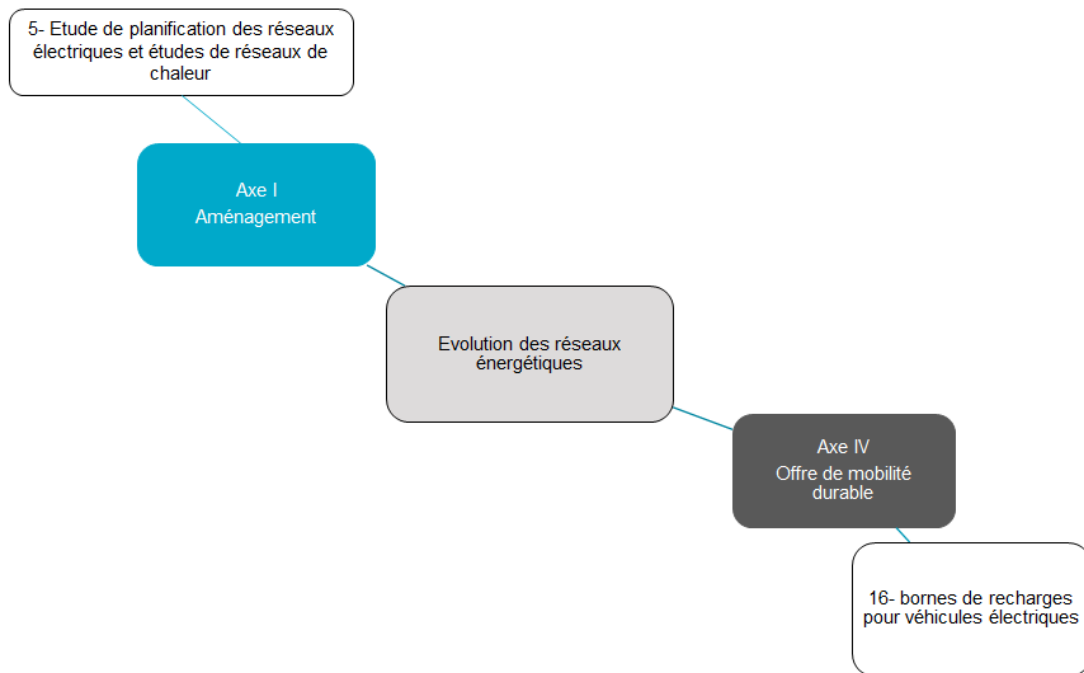 5- Etude de planification des réseaux
électriques et études de réseaux de
chaleur
Axe I
Aménagement
Evolution des réseaux
énergétiques
Axe IV
Offre de mobilité
durable
16- bornes de recharges
pour véhicules électriques